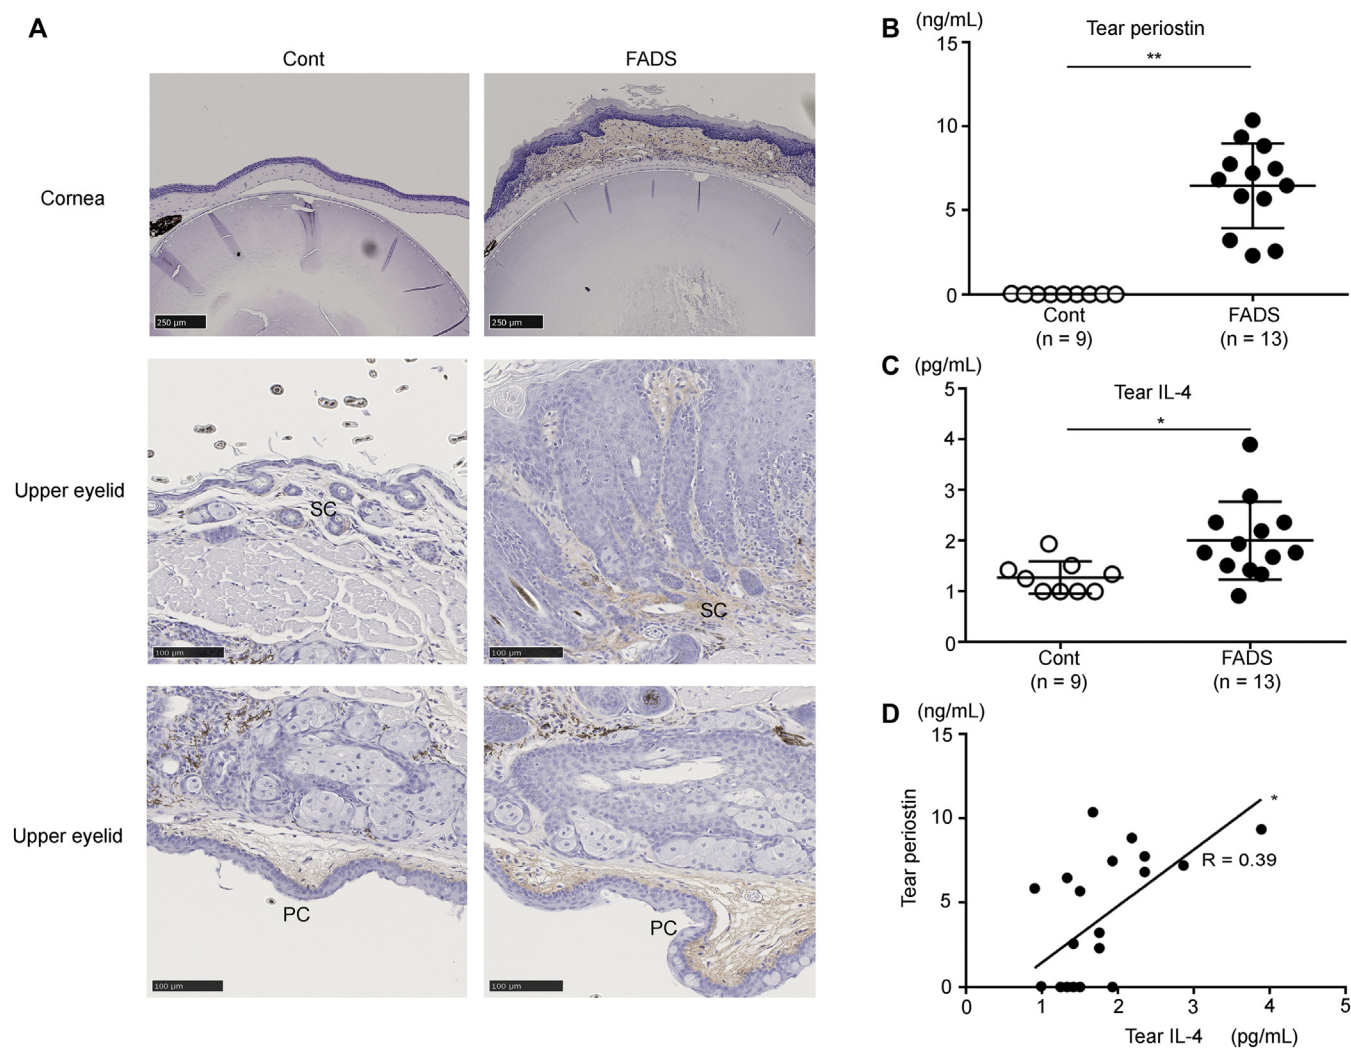 A
Cont
FADS
Cornea
250 µm
250 µm
Upper eyelid
SC
100 µm
SC
100 µm
Upper eyelid
PC
100 µm
PC
100 µm
B
(ng/mL)
Tear periostin
**
15
10
5
0
Cont
(n = 9)
FADS
(n = 13)
C
(pg/mL)
Tear IL-4
*
5
4
3
2
1
0
Cont
(n = 9)
FADS
(n = 13)
D
(ng/mL)
15
10
5
0
Tear periostin
*
R = 0.39
0 1 2 3 4 5
Tear IL-4 (pg/mL)